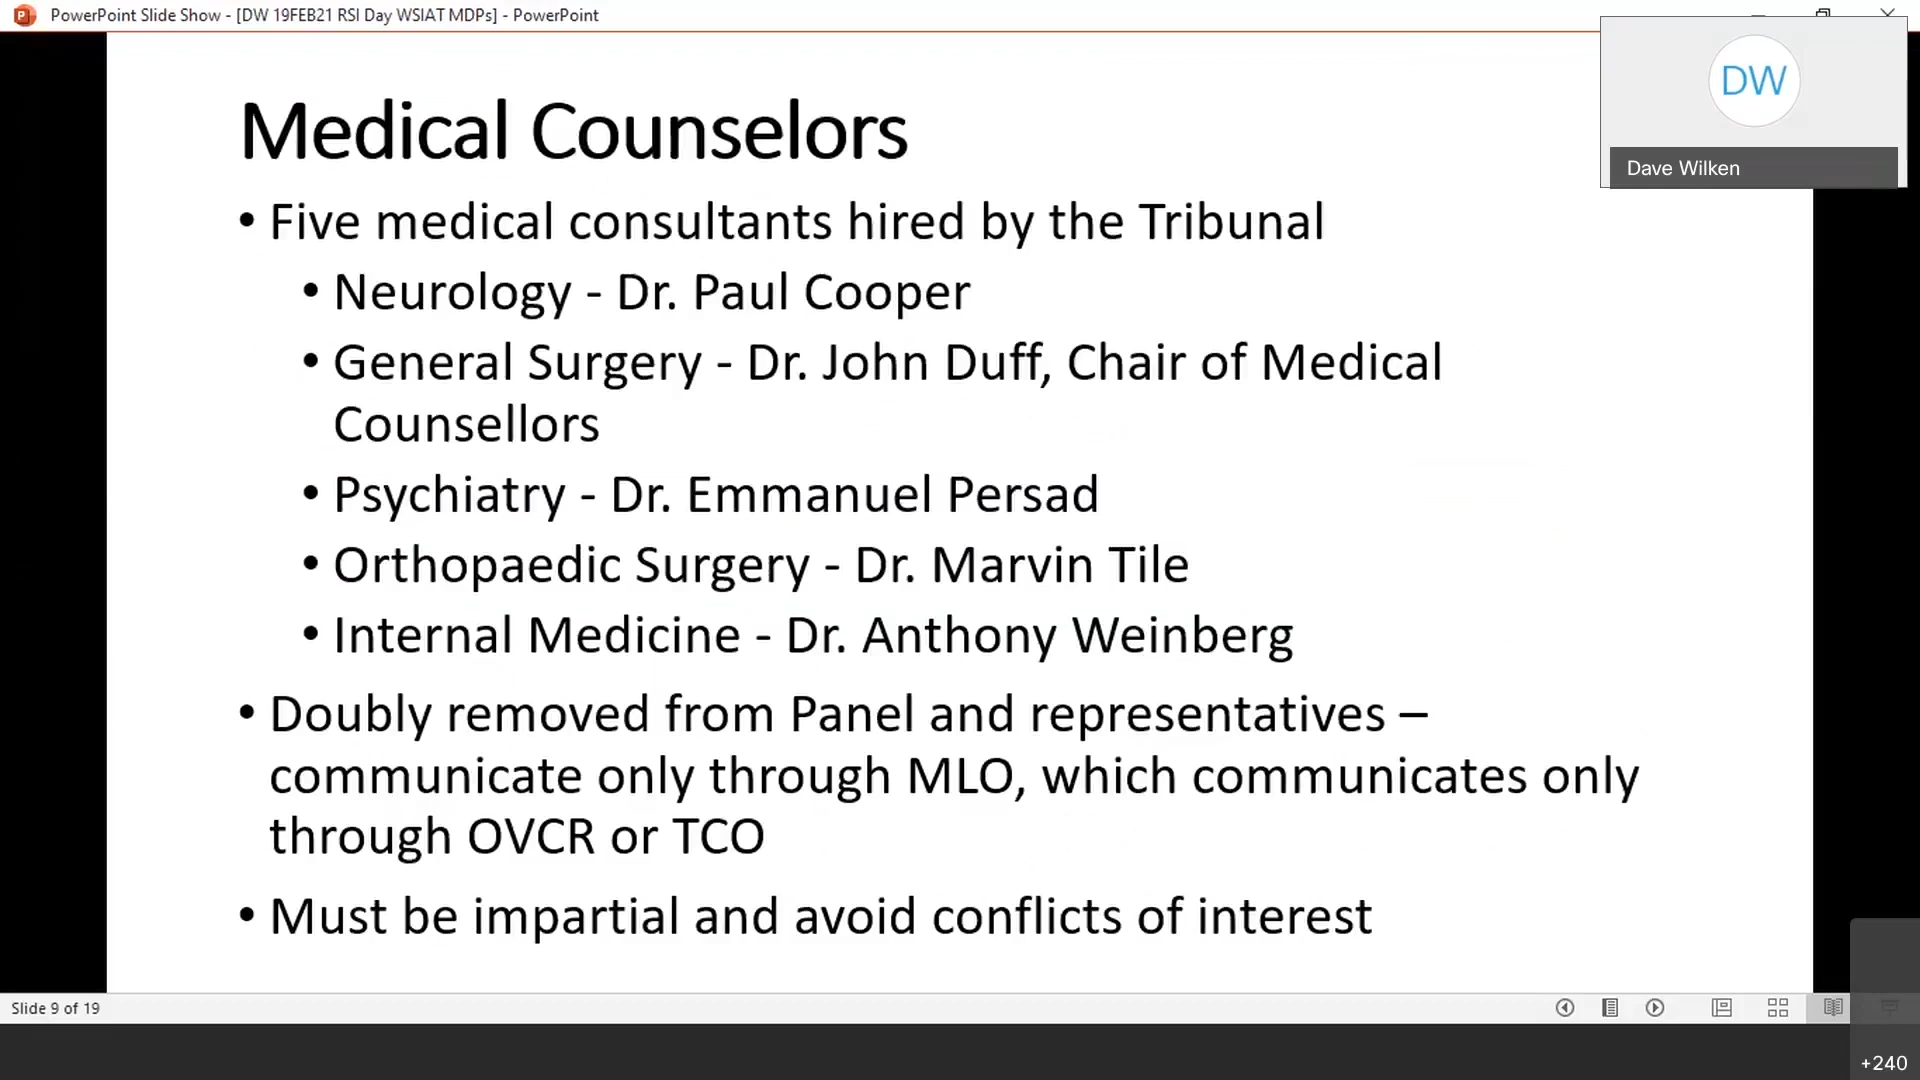 PowerPoint Slide Show - [DW 19FEB21 RSI Day WSIAT MDPs] - PowerPoint
DW
Dave Wilken
Medical Counselors
• Five medical consultants hired by the Tribunal
• Neurology - Dr. Paul Cooper
• General Surgery - Dr. John Duff, Chair of Medical
Counsellors
• Psychiatry - Dr. Emmanuel Persad
• Orthopaedic Surgery - Dr. Marvin Tile
• Internal Medicine - Dr. Anthony Weinberg
• Doubly removed from Panel and representatives –
communicate only through MLO, which communicates only
through OVCR or TCO
• Must be impartial and avoid conflicts of interest
Slide 9 of 19
+240